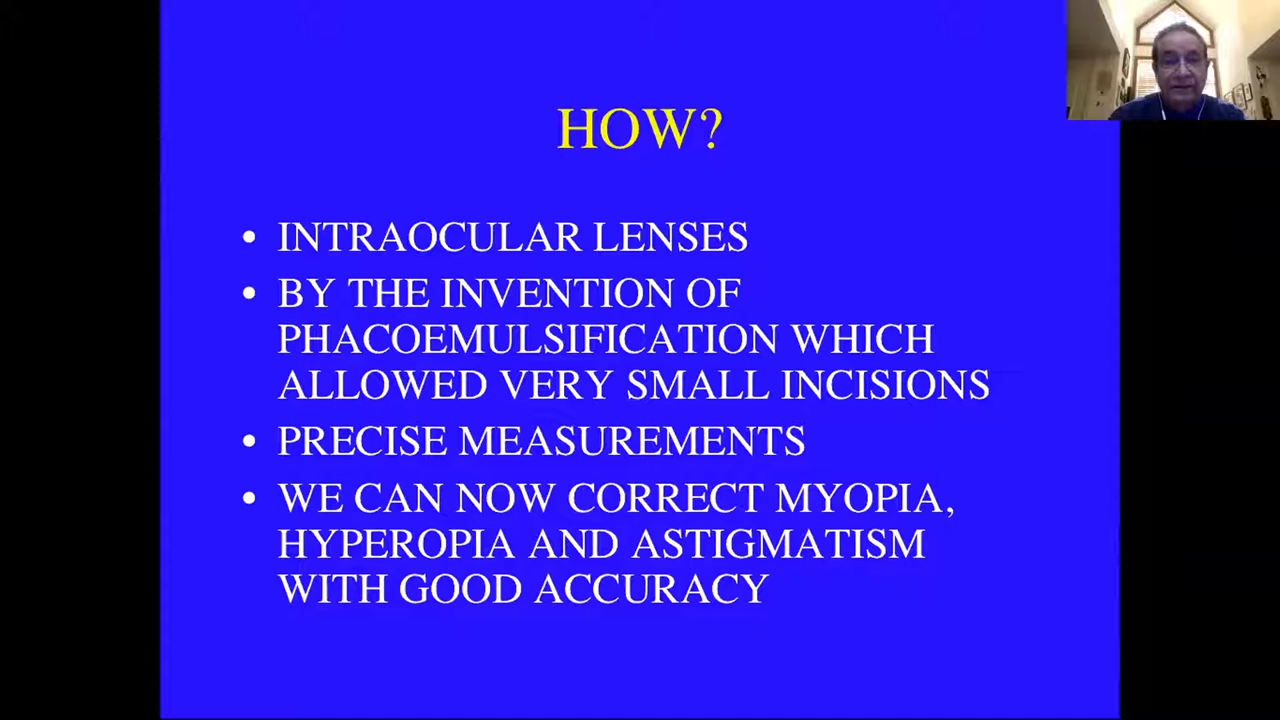 HOW?
• INTRAOCULAR LENSES
• BY THE INVENTION OF
PHACOEMULSIFICATION WHICH
ALLOWED VERY SMALL INCISIONS
• PRECISE MEASUREMENTS
• WE CAN NOW CORRECT MYOPIA,
HYPEROPIA AND ASTIGMATISM
WITH GOOD ACCURACY